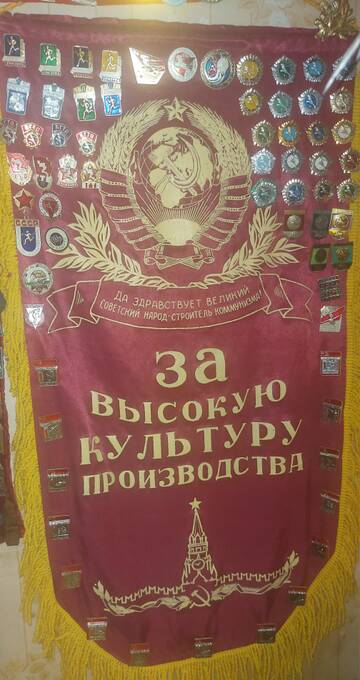 ДА ЗДРАВСТВУЕТ ВЕЛИКИЙ
СОВЕТСКИЙ НАРОД-СТРОИТЕЛЬ КОММУНИЗМА!
ЗА
ВЫСОКУЮ
КУЛЬТУРУ
ПРОИЗВОДСТВА